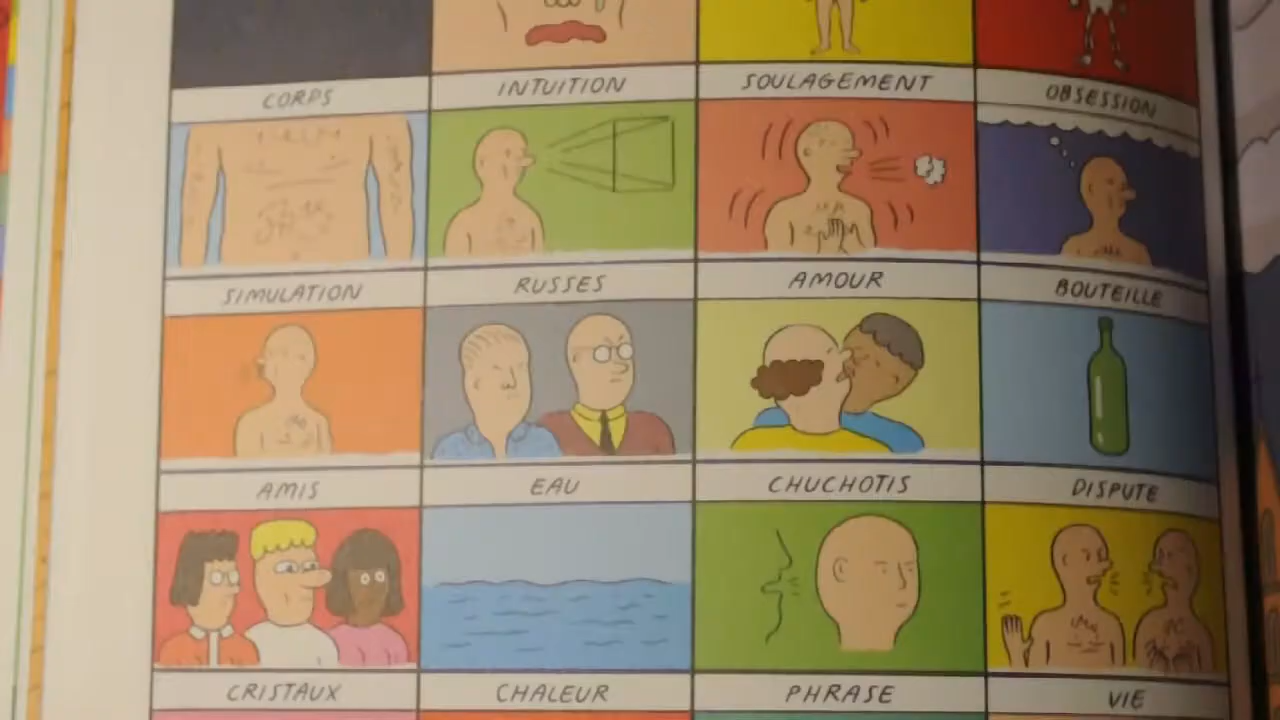 CORPS
INTUITION
SOULAGEMENT
OBSESSION
SIMULATION
RUSSES
AMOUR
BOUTEILLE
AMIS
EAU
CHUCHOTIS
DISPUTE
CRISTAUX
CHALEUR
PHRASE
VIE